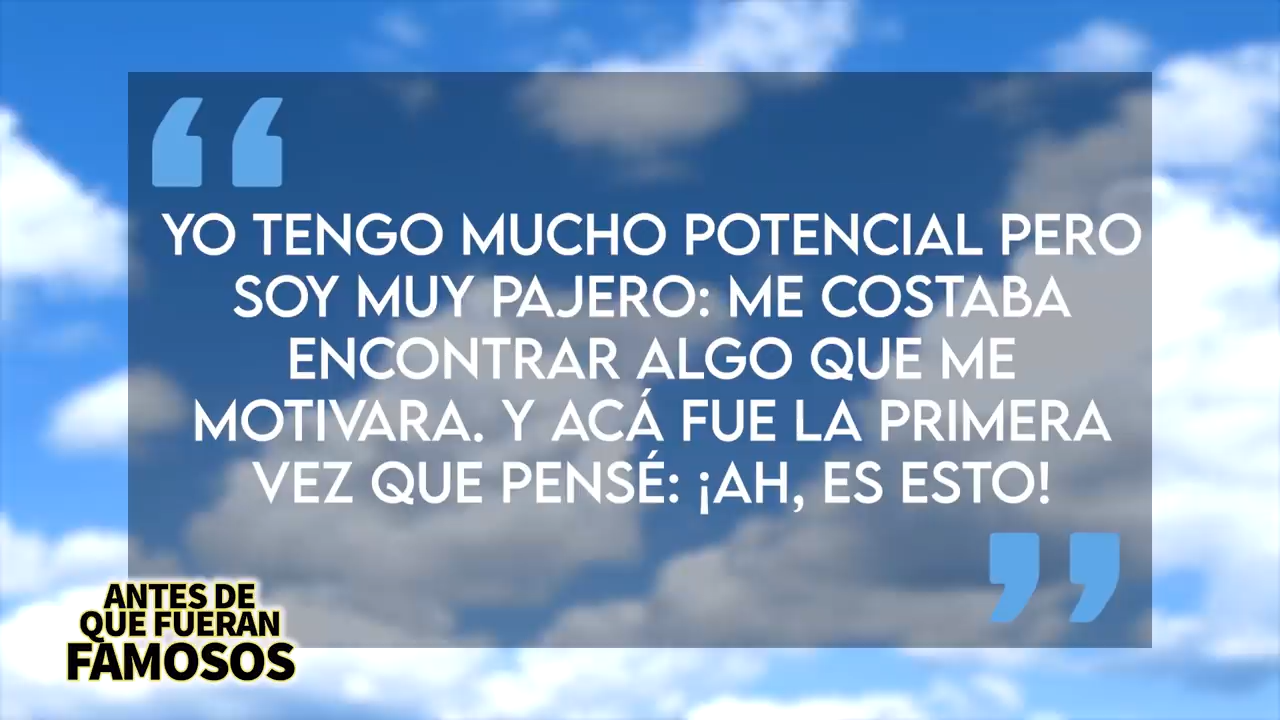 “
YO TENGO MUCHO POTENCIAL PERO
SOY MUY PAJERO: ME COSTABA
ENCONTRAR ALGO QUE ME
MOTIVARA. Y ACÁ FUE LA PRIMERA
VEZ QUE PENSÉ: ¡AH, ES ESTO!
”
ANTES DE
QUE FUERAN
FAMOSOS